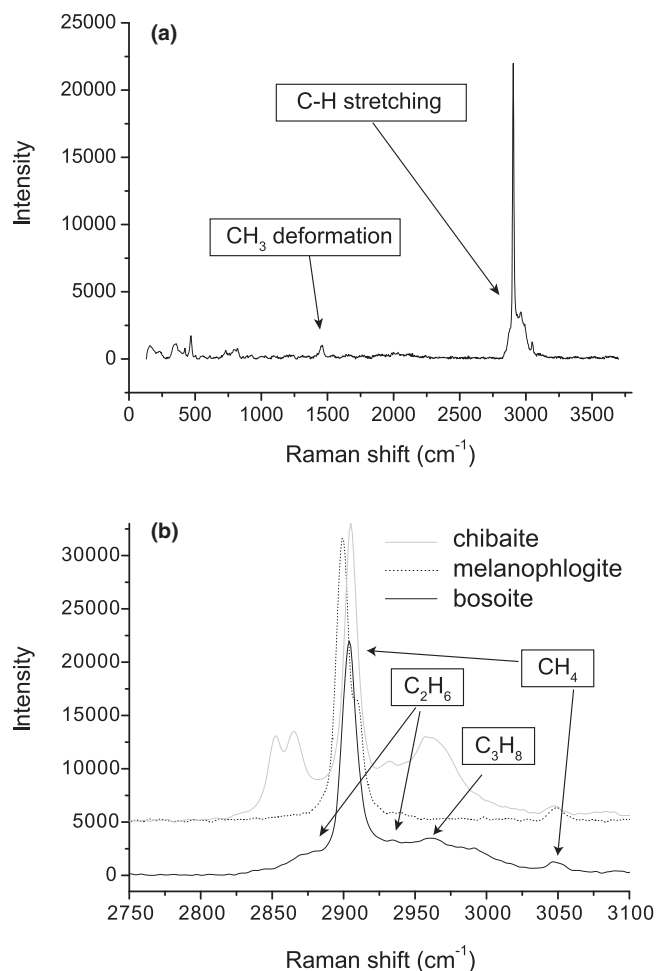 (a)
25000
20000
15000
10000
5000
0
Intensity
C-H stretching
CH₃ deformation
0 500 1000 1500 2000 2500 3000 3500
Raman shift (cm⁻¹)
(b)
30000
25000
20000
15000
10000
5000
0
Intensity
chibaite
melanophlogite
bosoite
CH₄
C₂H₆
C₃H₈
2750 2800 2850 2900 2950 3000 3050 3100
Raman shift (cm⁻¹)